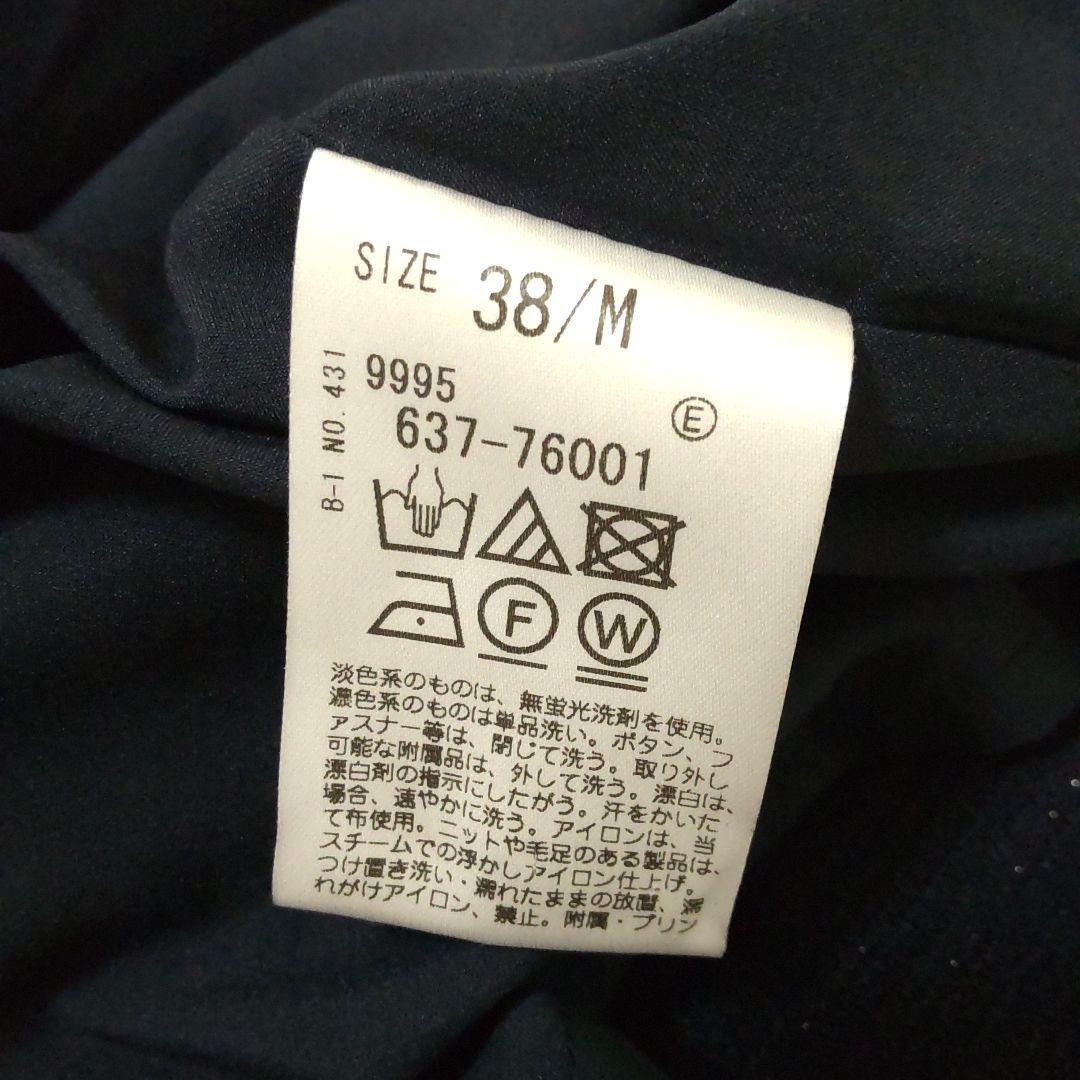 SIZE 38/M
B-1 NO.431
9995
637-76001
E
F W
淡色系のものは、無蛍光洗剤を使用。
濃色系のものは単品洗い。ボタン、フ
ァスナー等は、閉じて洗う。取り外し
可能な附属品は、外して洗う。漂白は、
漂白剤の指示にしたがう。汗をかいた
場合、速やかに洗う。アイロンは、当
て布使用。ニットや毛足のある製品は、
スチームでの浮かしアイロン仕上げ。
つけ置き洗い・濡れたままの放置、
れがけアイロン、禁止。附属・プリン